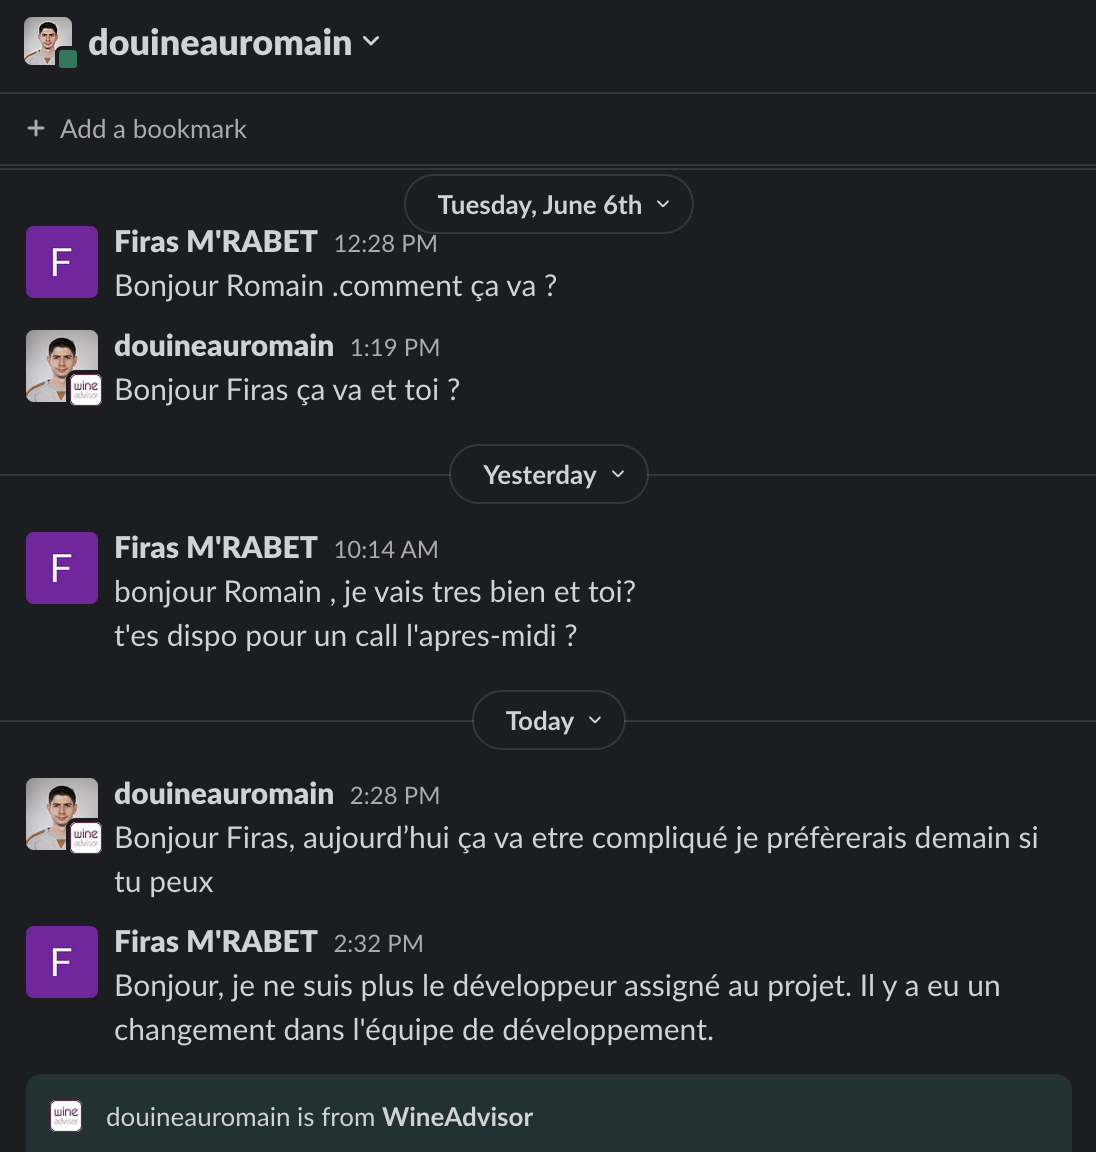 douineauromain
+ Add a bookmark
Tuesday, June 6th
F
Firas M'RABET 12:28 PM
Bonjour Romain .comment ça va ?
douineauromain 1:19 PM
wine
advisor
Bonjour Firas ça va et toi ?
Yesterday
F
Firas M'RABET 10:14 AM
bonjour Romain , je vais tres bien et toi?
t'es dispo pour un call l'apres-midi ?
Today
douineauromain 2:28 PM
wine
advisor
Bonjour Firas, aujourd’hui ça va etre compliqué je préfèrerais demain si
tu peux
F
Firas M'RABET 2:32 PM
Bonjour, je ne suis plus le développeur assigné au projet. Il y a eu un
changement dans l'équipe de développement.
wine
advisor
douineauromain is from WineAdvisor